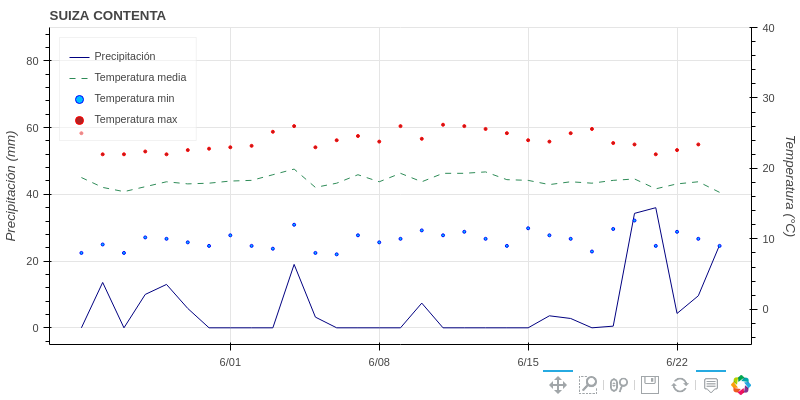 SUIZA CONTENTA
Precipitación
Temperatura media
Temperatura min
Temperatura max
Precipitación (mm)
80
60
40
20
0
Temperatura (°C)
40
30
20
10
0
6/01
6/08
6/15
6/22